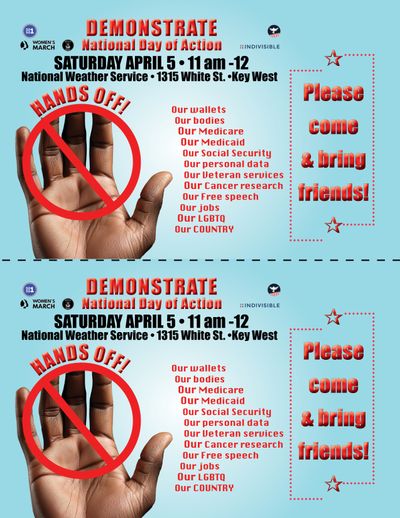 DEMONSTRATE
National Day of Action
WOMEN'S
MARCH
INDIVISIBLE
SATURDAY APRIL 5 • 11 am -12
National Weather Service • 1315 White St. •Key West
HANDS OFF!
Our wallets
Our bodies
Our Medicare
Our Medicaid
Our Social Security
Our personal data
Our Veteran services
Our Cancer research
Our Free speech
Our jobs
Our LGBTQ
Our COUNTRY
Please
come
& bring
friends!
DEMONSTRATE
National Day of Action
WOMEN'S
MARCH
INDIVISIBLE
SATURDAY APRIL 5 • 11 am -12
National Weather Service • 1315 White St. •Key West
HANDS OFF!
Our wallets
Our bodies
Our Medicare
Our Medicaid
Our Social Security
Our personal data
Our Veteran services
Our Cancer research
Our Free speech
Our jobs
Our LGBTQ
Our COUNTRY
Please
come
& bring
friends!